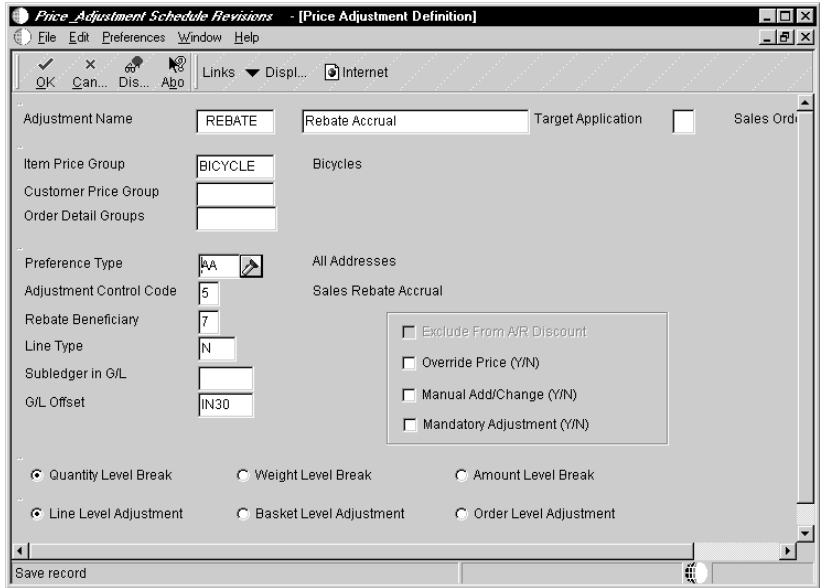 Price_Adjustment Schedule Revisions - [Price Adjustment Definition]
File Edit Preferences Window Help
OK Can... Dis... Abo Links Displ... Internet
Adjustment Name REBATE Rebate Accrual Target Application Sales Orde
Item Price Group BICYCLE Bicycles
Customer Price Group
Order Detail Groups
Preference Type AA All Addresses
Adjustment Control Code 5 Sales Rebate Accrual
Rebate Beneficiary 7
Exclude From A/R Discount
Line Type N
Override Price (Y/N)
Subledger in G/L
Manual Add/Change (Y/N)
G/L Offset IN30
Mandatory Adjustment (Y/N)
Quantity Level Break Weight Level Break Amount Level Break
Line Level Adjustment Basket Level Adjustment Order Level Adjustment
Save record